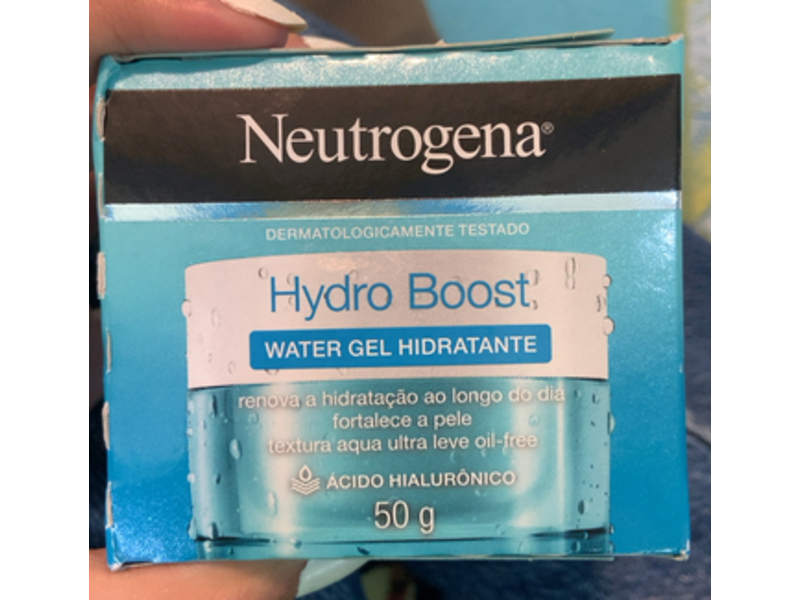 Neutrogena®
DERMATOLOGICAMENTE TESTADO
Hydro Boost
WATER GEL HIDRATANTE
renova a hidratação ao longo do dia
fortalece a pele
textura aqua ultra leve oil-free
ÁCIDO HIALURÔNICO
50 g